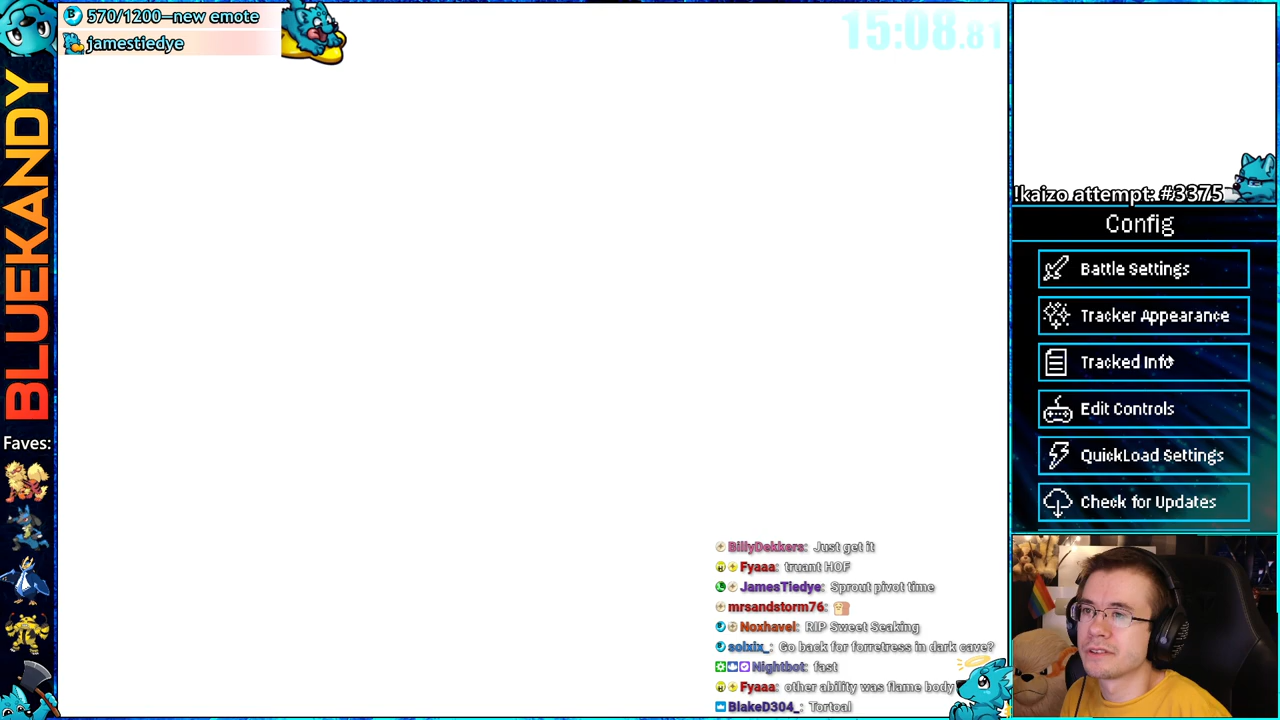 570/1200—new emote
jamestiedye
15:08.81
BLUEKANDY
Faves:
!kaizo attempt: #3375
Config
Battle Settings
Tracker Appearance
Tracked Info
Edit Controls
QuickLoad Settings
Check for Updates
BillyDekkers: Just get it
Fyaaa: truant HOF
JamesTiedye: Sprout pivot time
mrsandstorm76:
Noxhavel: RIP Sweet Seaking
solxix_: Go back for forretress in dark cave?
Nightbot: fast
Fyaaa: other ability was flame body
BlakeD304_: Tortoal